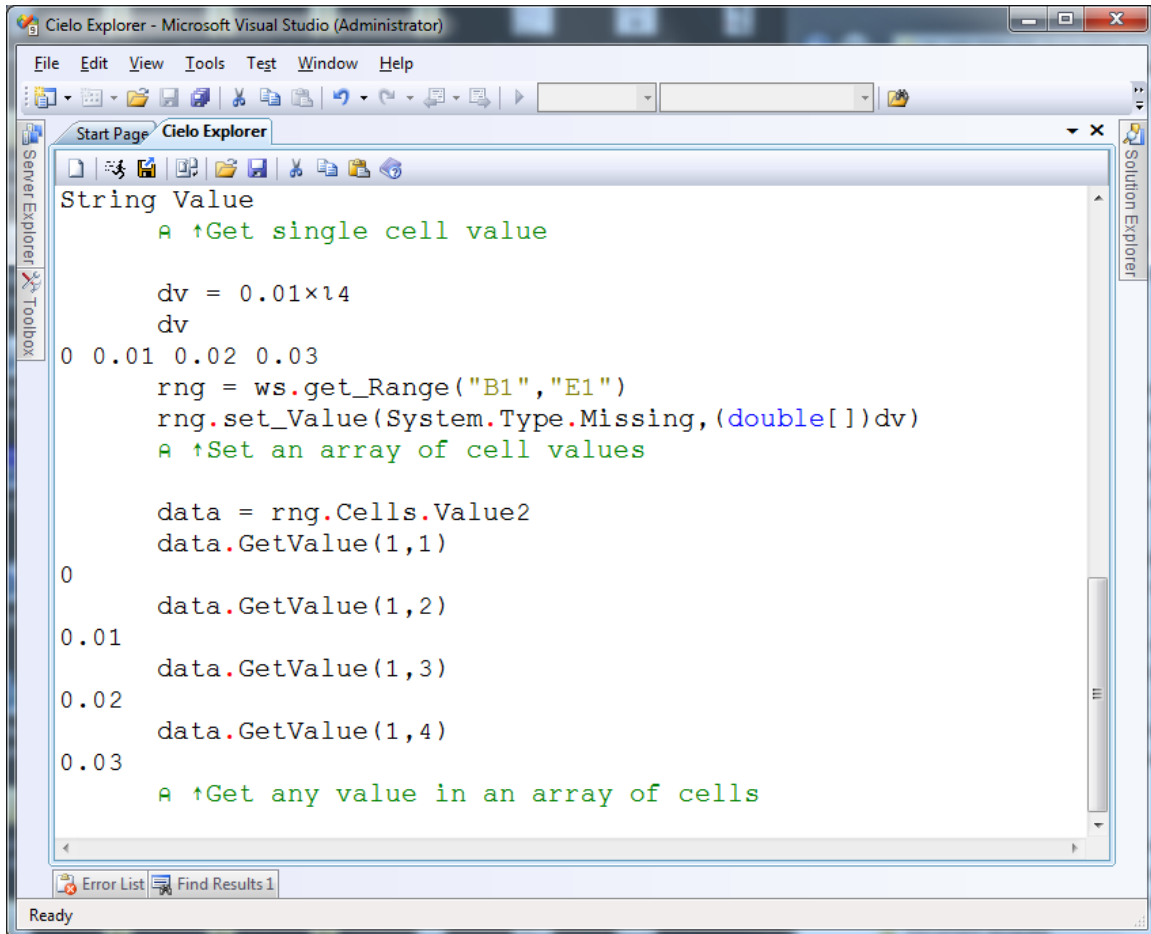 Cielo Explorer - Microsoft Visual Studio (Administrator)
File Edit View Tools Test Window Help
Start Page Cielo Explorer
Server Explorer
Toolbox
Solution Explorer
String Value
⍝ ↑Get single cell value
dv = 0.01×⍳4
dv
0 0.01 0.02 0.03
rng = ws.get_Range("B1","E1")
rng.set_Value(System.Type.Missing,(double[])dv)
⍝ ↑Set an array of cell values
data = rng.Cells.Value2
data.GetValue(1,1)
0
data.GetValue(1,2)
0.01
data.GetValue(1,3)
0.02
data.GetValue(1,4)
0.03
⍝ ↑Get any value in an array of cells
Error List Find Results 1
Ready